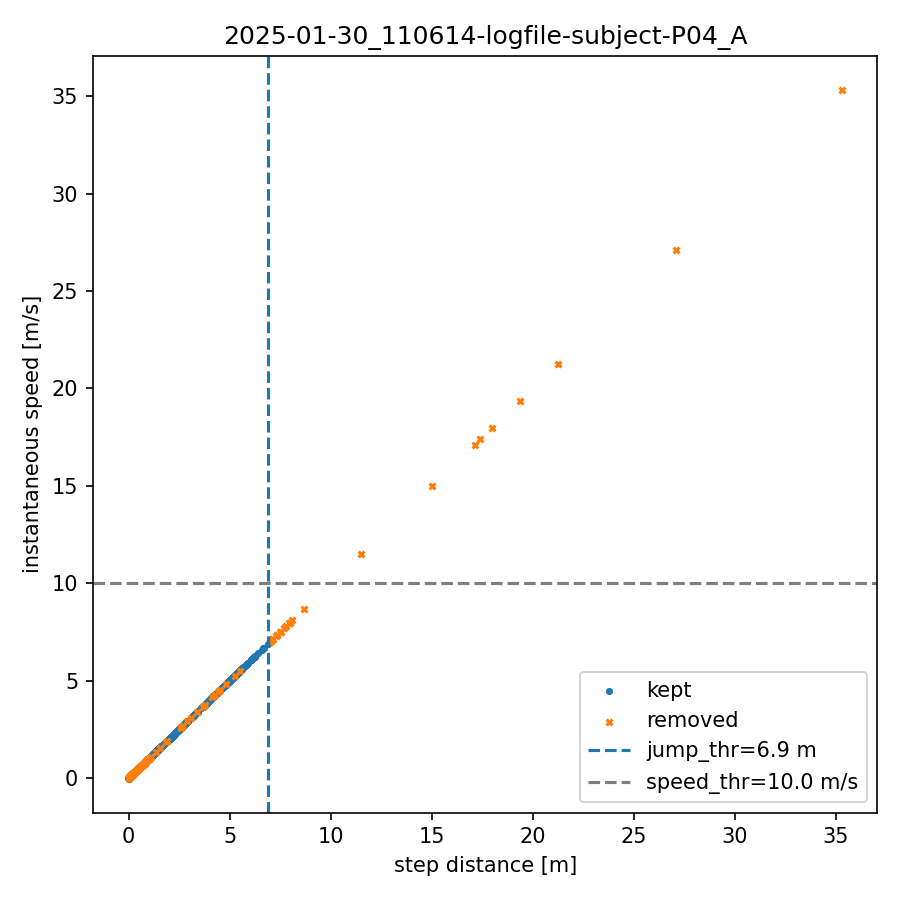 2025-01-30_110614-logfile-subject-P04_A
instantaneous speed [m/s]
35
30
25
20
15
10
5
0
kept
removed
jump_thr=6.9 m
speed_thr=10.0 m/s
0 5 10 15 20 25 30 35
step distance [m]